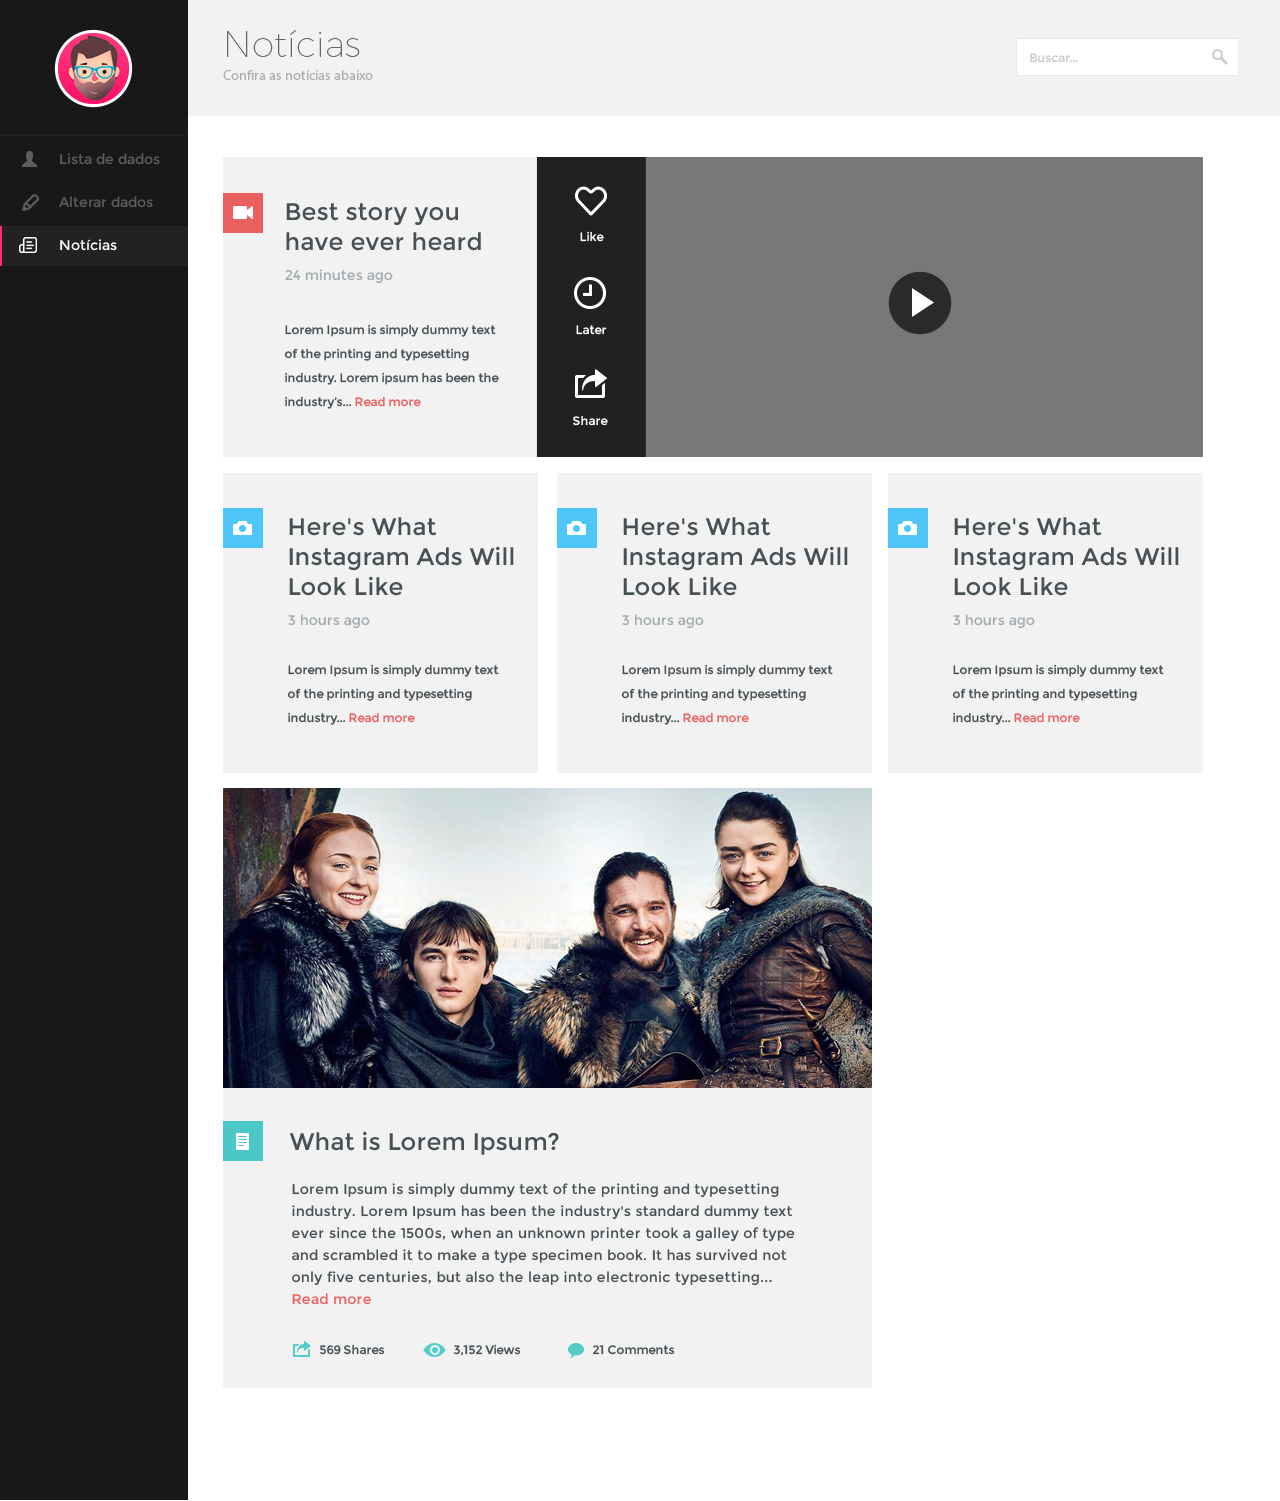 Notícias
Confira as notícias abaixo
Buscar...
Lista de dados
Alterar dados
Notícias
Best story you
have ever heard
24 minutes ago
Lorem Ipsum is simply dummy text
of the printing and typesetting
industry. Lorem ipsum has been the
industry's... Read more
Like
Later
Share
Here's What
Instagram Ads Will
Look Like
3 hours ago
Lorem Ipsum is simply dummy text
of the printing and typesetting
industry... Read more
Here's What
Instagram Ads Will
Look Like
3 hours ago
Lorem Ipsum is simply dummy text
of the printing and typesetting
industry... Read more
Here's What
Instagram Ads Will
Look Like
3 hours ago
Lorem Ipsum is simply dummy text
of the printing and typesetting
industry... Read more
What is Lorem Ipsum?
Lorem Ipsum is simply dummy text of the printing and typesetting
industry. Lorem Ipsum has been the industry's standard dummy text
ever since the 1500s, when an unknown printer took a galley of type
and scrambled it to make a type specimen book. It has survived not
only five centuries, but also the leap into electronic typesetting...
Read more
569 Shares
3,152 Views
21 Comments